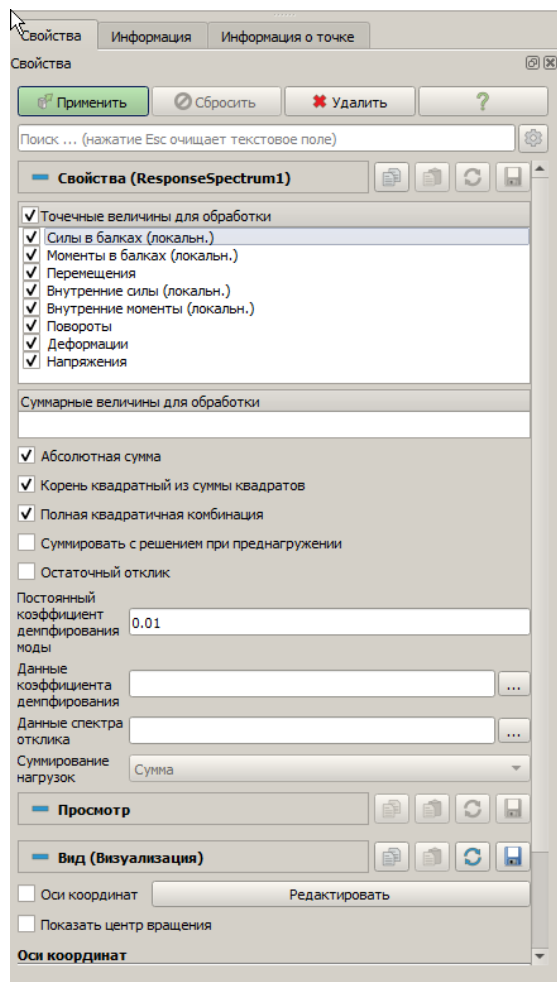 Свойства Информация Информация о точке
Свойства
Применить Сбросить Удалить ?
Поиск ... (нажатие Esc очищает текстовое поле)
Свойства (ResponseSpectrum1)
Точечные величины для обработки
Силы в балках (локальн.)
Моменты в балках (локальн.)
Перемещения
Внутренние силы (локальн.)
Внутренние моменты (локальн.)
Повороты
Деформации
Напряжения
Суммарные величины для обработки
Абсолютная сумма
Корень квадратный из суммы квадратов
Полная квадратичная комбинация
Суммировать с решением при преднагружении
Остаточный отклик
Постоянный
коэффициент
демпфирования
моды
0.01
Данные
коэффициента
демпфирования
...
Данные спектра
отклика
...
Суммирование
нагрузок
Сумма
Просмотр
Вид (Визуализация)
Оси координат Редактировать
Показать центр вращения
Оси координат